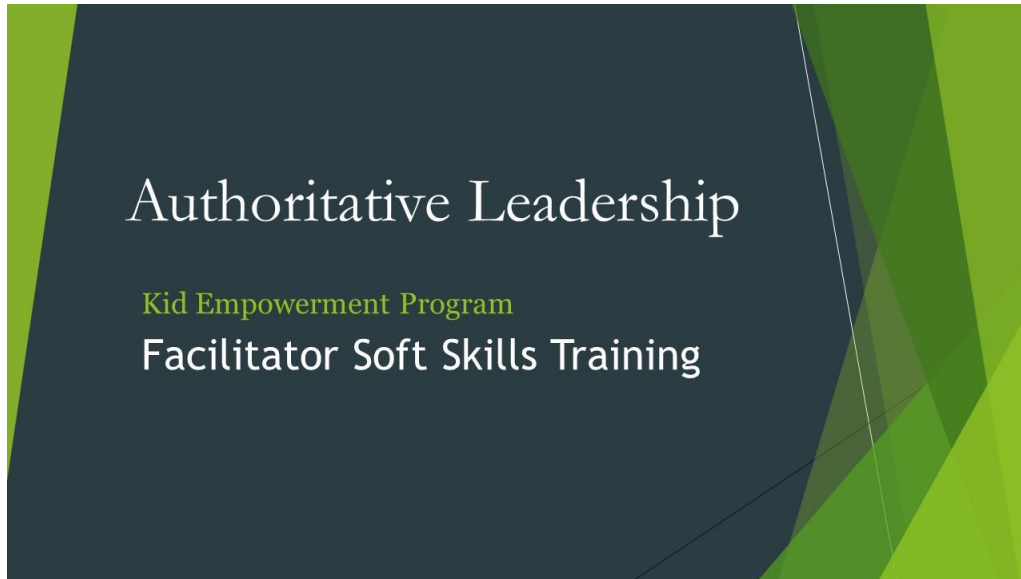 Authoritative Leadership
Kid Empowerment Program
Facilitator Soft Skills Training